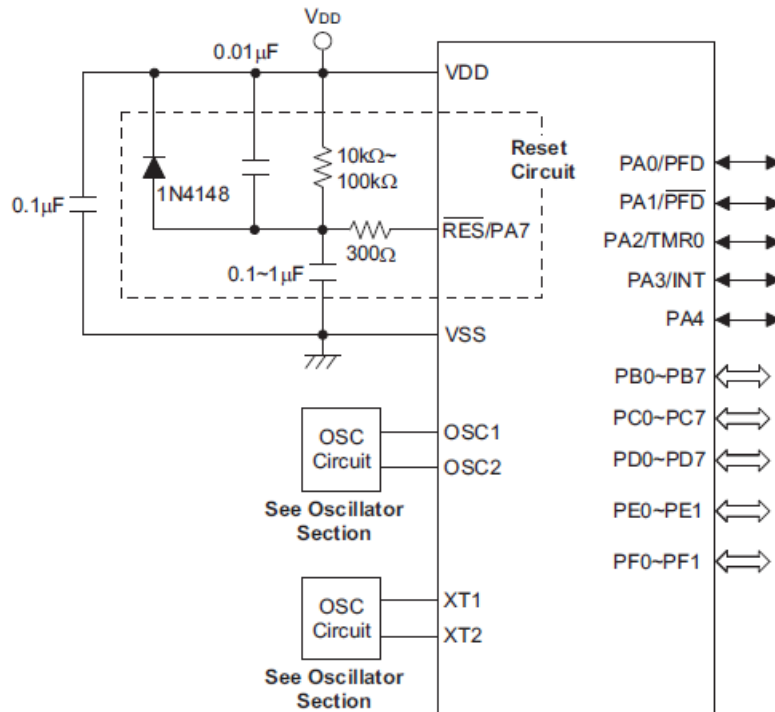 VDD
0.01μF
VDD
Reset
Circuit
10kΩ~
100kΩ
1N4148
0.1μF
300Ω
R̅E̅S̅/PA7
0.1~1μF
VSS
OSC
Circuit
OSC1
OSC2
See Oscillator
Section
OSC
Circuit
XT1
XT2
See Oscillator
Section
PA0/PFD
PA1/P̅F̅D̅
PA2/TMR0
PA3/INT
PA4
PB0~PB7
PC0~PC7
PD0~PD7
PE0~PE1
PF0~PF1